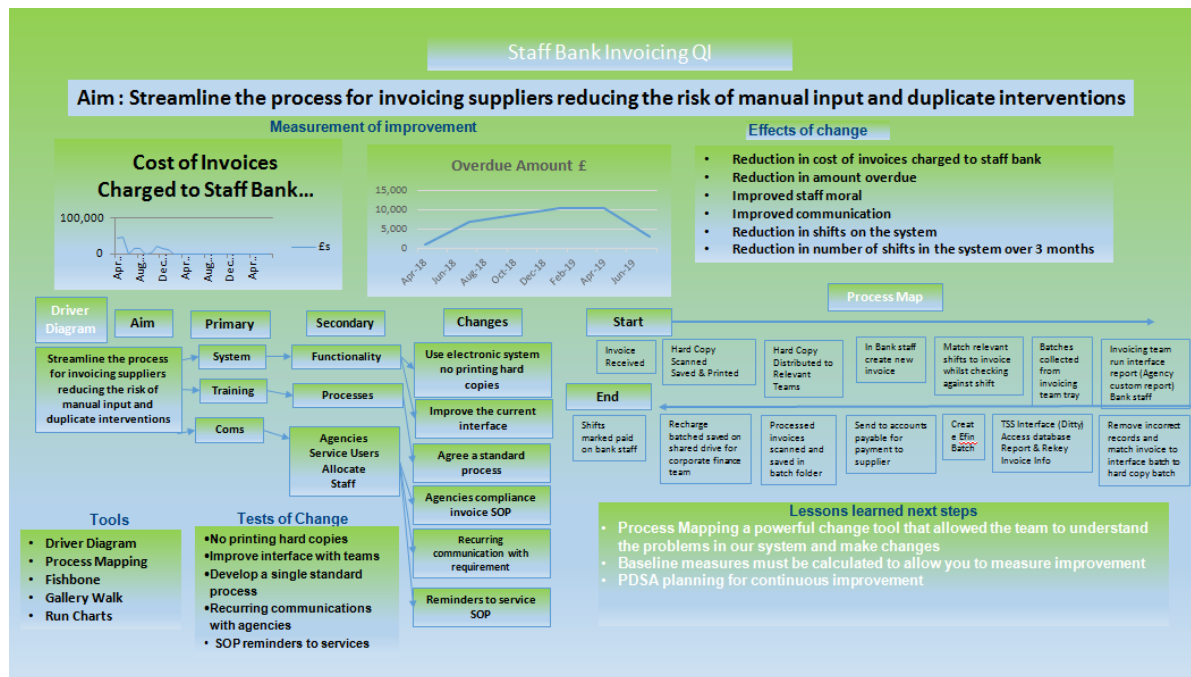 Staff Bank Invoicing QI
Aim : Streamline the process for invoicing suppliers reducing the risk of manual input and duplicate interventions
Measurement of improvement
Cost of Invoices
Charged to Staff Bank...
100,000
0
£s
Apr..
Aug...
Dec...
Apr..
Aug...
Dec...
Apr..
Overdue Amount £
15,000
10,000
5,000
0
Apr-18
Jun-18
Aug-18
Oct-18
Dec-18
Feb-19
Apr-19
Jun-19
Effects of change
• Reduction in cost of invoices charged to staff bank
• Reduction in amount overdue
• Improved staff moral
• Improved communication
• Reduction in shifts on the system
• Reduction in number of shifts in the system over 3 months
Driver
Diagram
Aim
Primary
Secondary
Changes
Streamline the process
for invoicing suppliers
reducing the risk of
manual input and
duplicate interventions
System
Training
Coms
Functionality
Processes
Agencies
Service Users
Allocate
Staff
Use electronic system
no printing hard
copies
Improve the current
interface
Agree a standard
process
Agencies compliance
invoice SOP
Recurring
communication with
requirement
Reminders to service
SOP
Process Map
Start
Invoice
Received
Hard Copy
Scanned
Saved & Printed
Hard Copy
Distributed to
Relevant
Teams
In Bank staff
create new
invoice
Match relevant
shifts to invoice
whilst checking
against shift
Batches
collected
from
invoicing
team tray
Invoicing team
run interface
report (Agency
custom report)
Bank staff
End
Shifts
marked paid
on bank staff
Recharge
batched saved on
shared drive for
corporate finance
team
Processed
invoices
scanned and
saved in
batch folder
Send to accounts
payable for
payment to
supplier
Creat
e Efin
Batch
TSS Interface (Ditty)
Access database
Report & Rekey
Invoice Info
Remove incorrect
records and
match invoice to
interface batch to
hard copy batch
Tools
• Driver Diagram
• Process Mapping
• Fishbone
• Gallery Walk
• Run Charts
Tests of Change
•No printing hard copies
•Improve interface with teams
•Develop a single standard
process
•Recurring communications
with agencies
• SOP reminders to services
Lessons learned next steps
• Process Mapping a powerful change tool that allowed the team to understand
the problems in our system and make changes
• Baseline measures must be calculated to allow you to measure improvement
• PDSA planning for continuous improvement